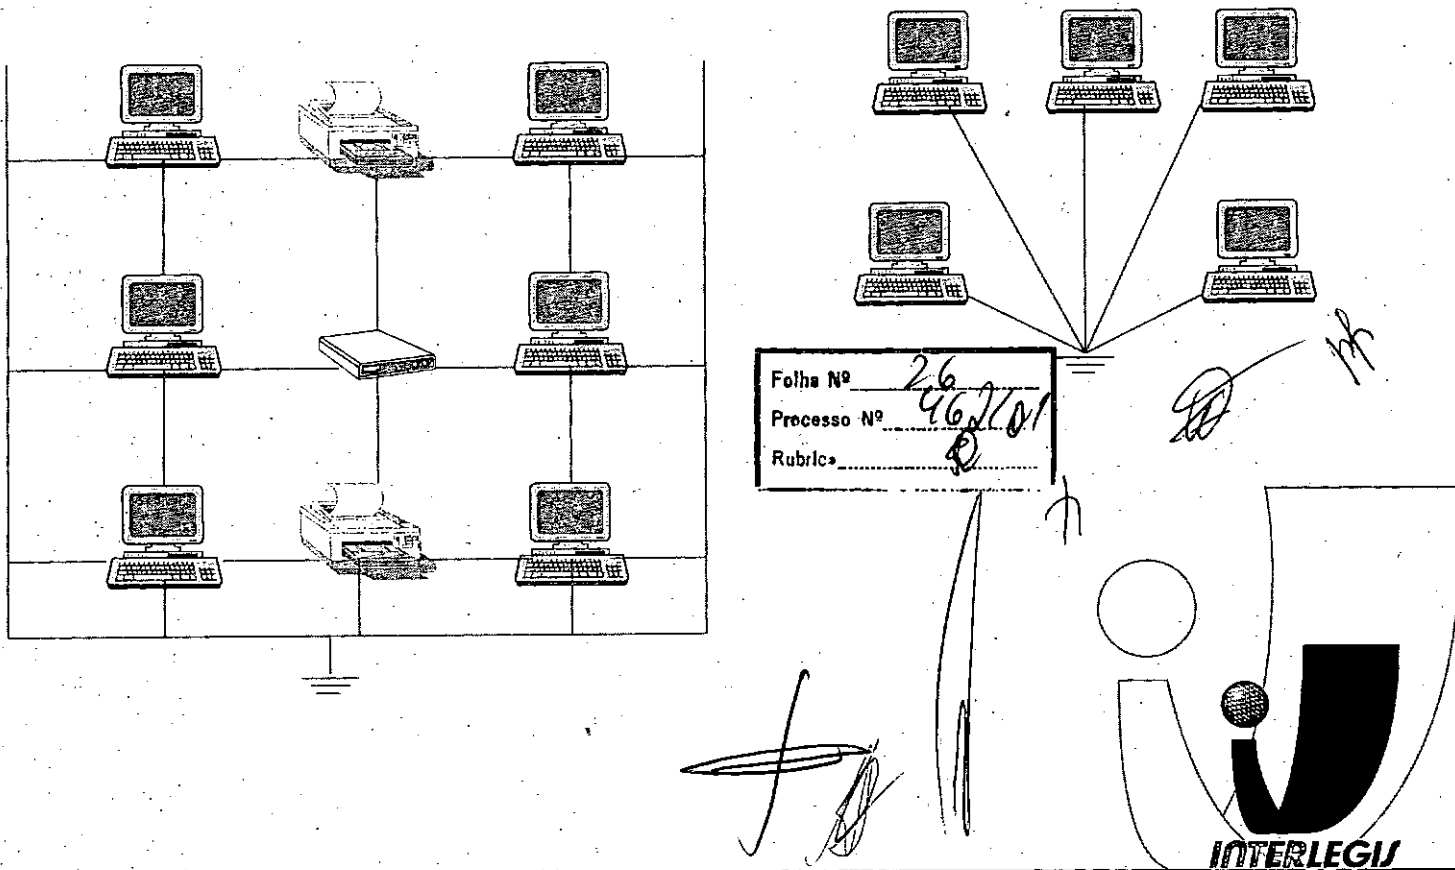 Folha Nº 26
Processo Nº 462/01
Rubrica
INTERLEGIS